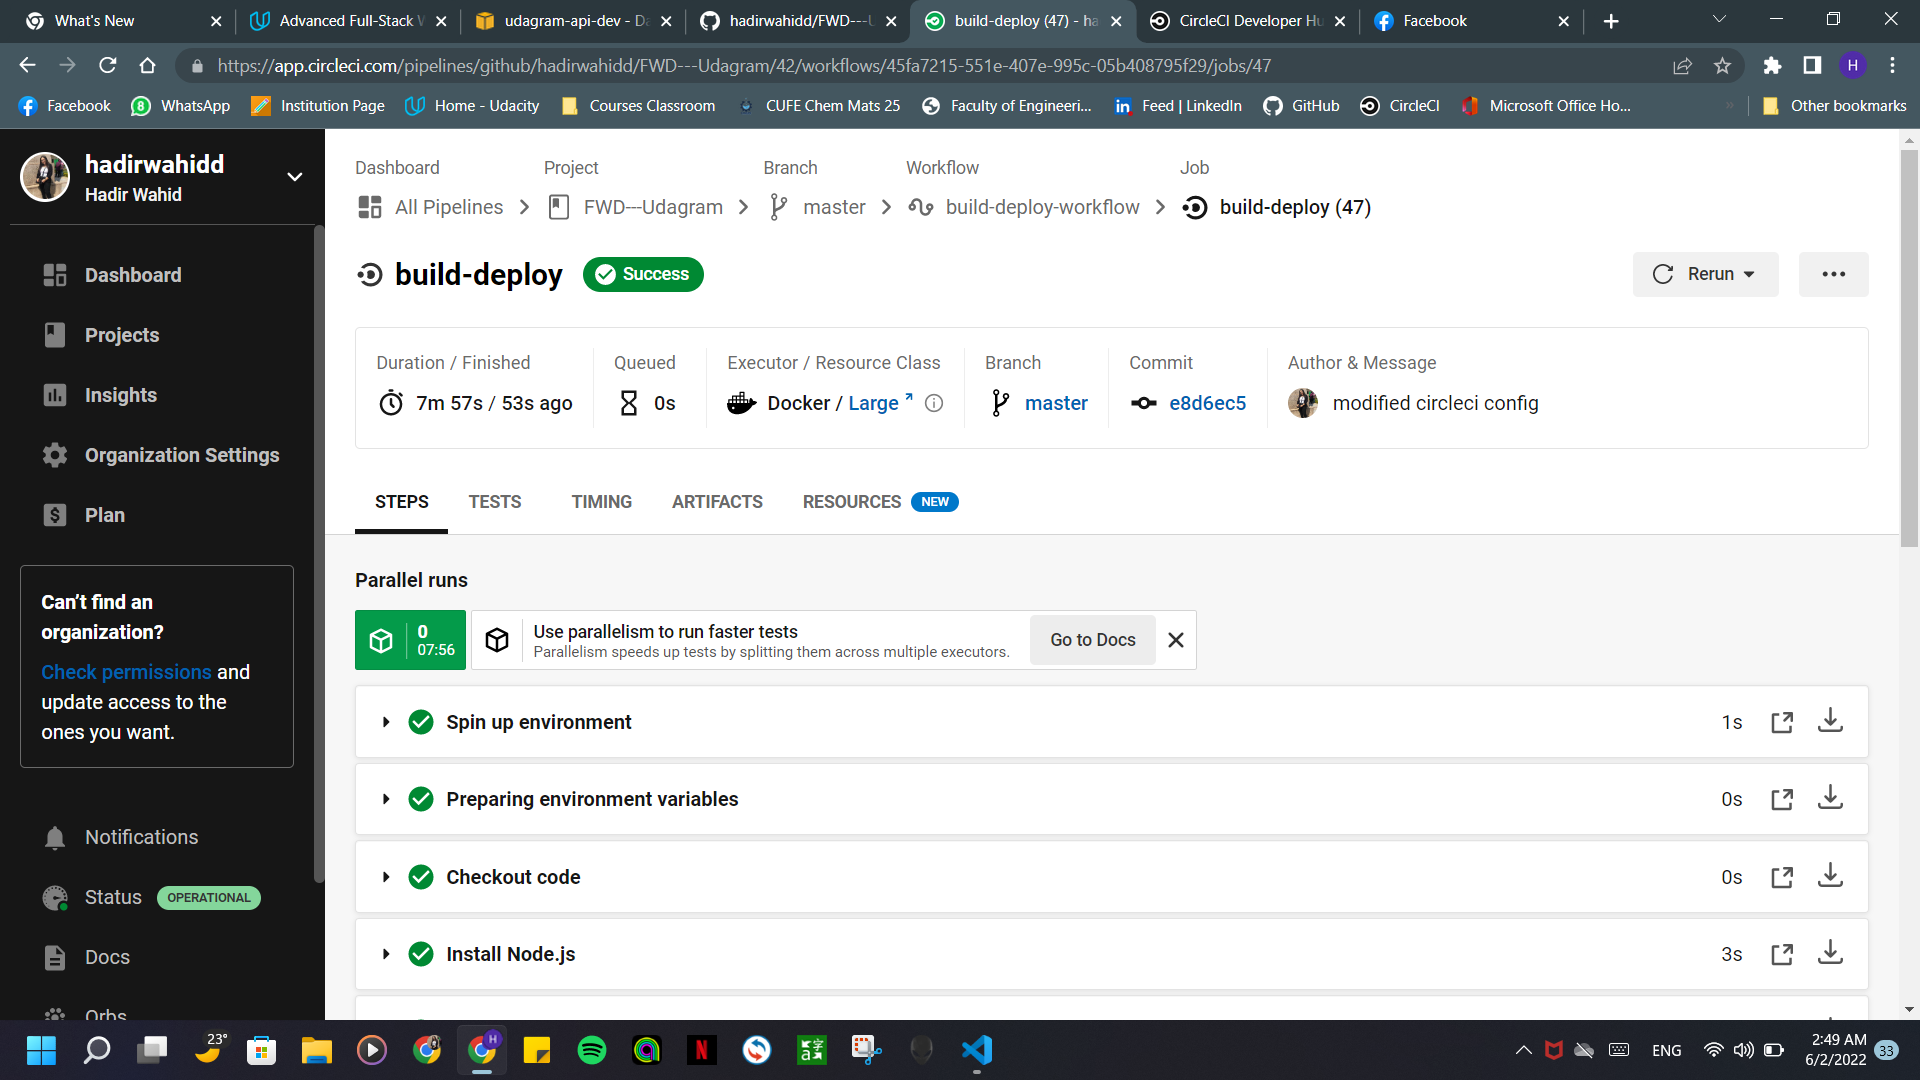 What's New
Advanced Full-Stack W
udagram-api-dev - Da
hadirwahidd/FWD---U
build-deploy (47) - ha
CircleCI Developer Hu
Facebook
https://app.circleci.com/pipelines/github/hadirwahidd/FWD---Udagram/42/workflows/45fa7215-551e-407e-995c-05b408795f29/jobs/47
H
Facebook
8
WhatsApp
Institution Page
Home - Udacity
Courses Classroom
CUFE Chem Mats 25
Faculty of Engineeri...
in
Feed | LinkedIn
GitHub
CircleCI
Microsoft Office Ho...
»
Other bookmarks
hadirwahidd
Hadir Wahid
Dashboard
Projects
Insights
Organization Settings
Plan
Can't find an
organization?
Check permissions and
update access to the
ones you want.
Notifications
Status OPERATIONAL
Docs
Orbs
Dashboard
Project
Branch
Workflow
Job
All Pipelines
FWD---Udagram
master
build-deploy-workflow
build-deploy (47)
build-deploy
Success
Rerun
Duration / Finished
7m 57s / 53s ago
Queued
0s
Executor / Resource Class
Docker / Large
Branch
master
Commit
e8d6ec5
Author & Message
modified circleci config
STEPS
TESTS
TIMING
ARTIFACTS
RESOURCES NEW
Parallel runs
0
07:56
Use parallelism to run faster tests
Parallelism speeds up tests by splitting them across multiple executors.
Go to Docs
Spin up environment
1s
Preparing environment variables
0s
Checkout code
0s
Install Node.js
3s
23°
H
N
ENG
2:49 AM
6/2/2022
33